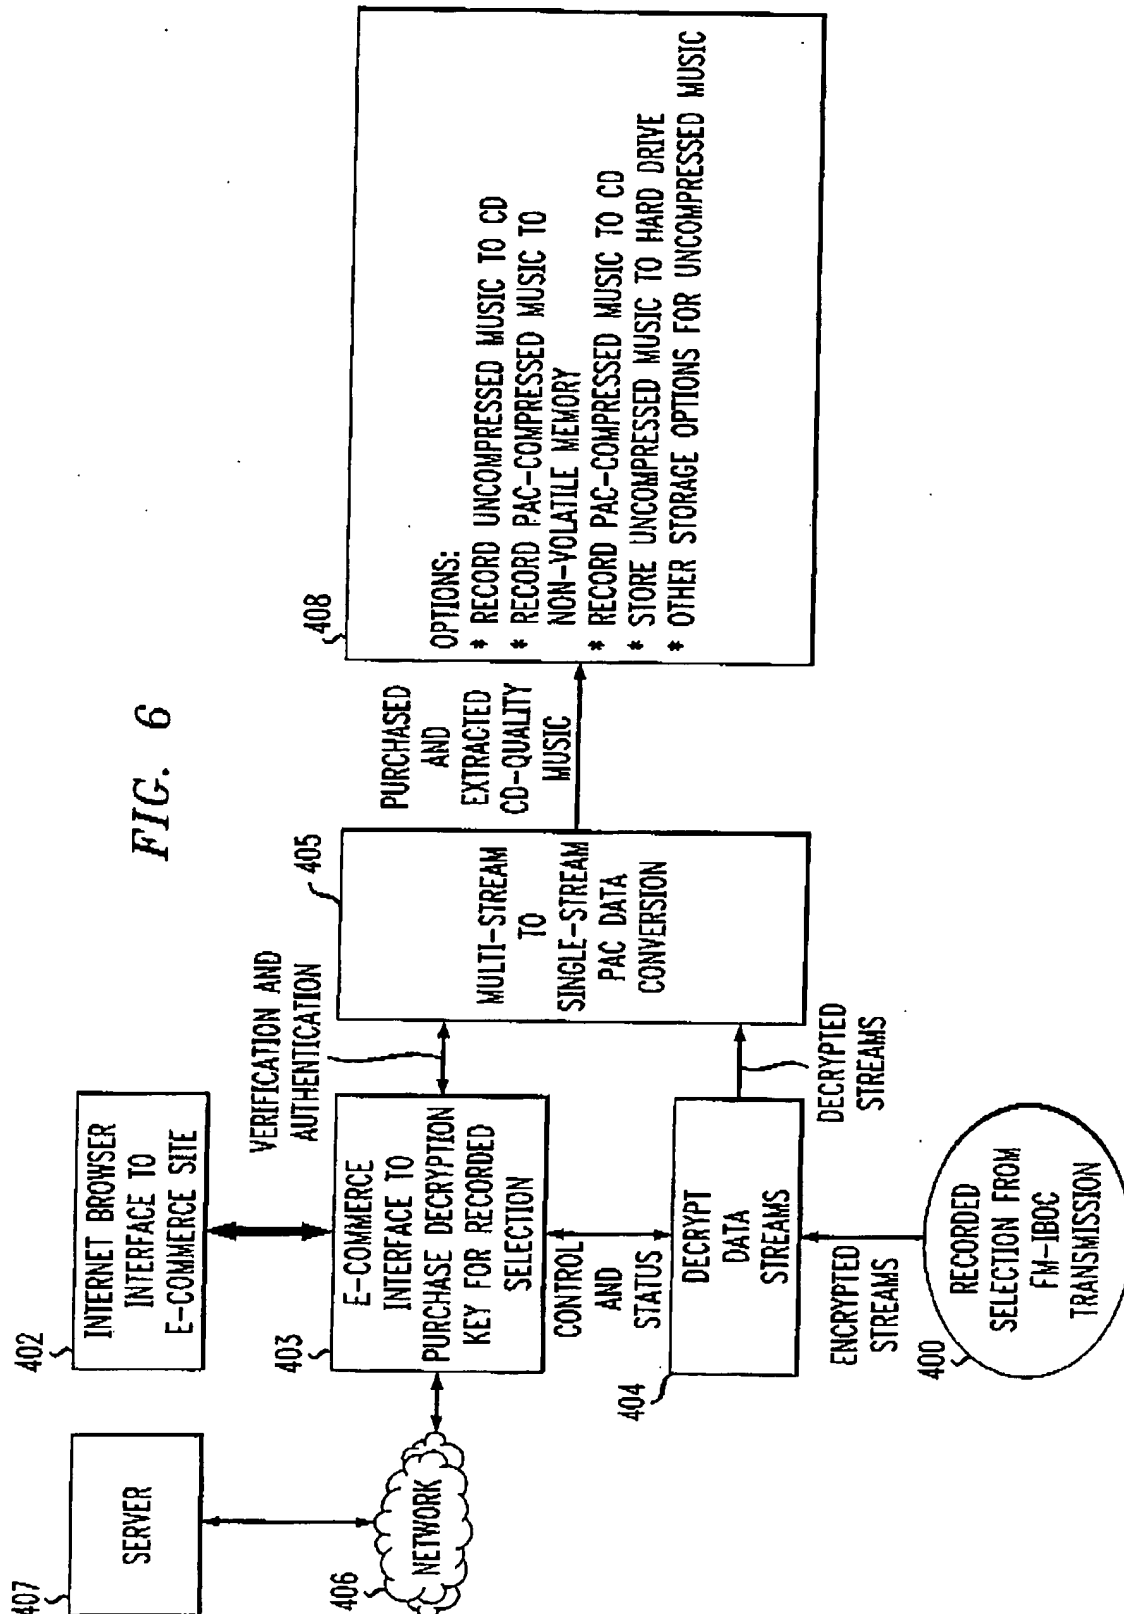 FIG. 6
407
SERVER
402
INTERNET BROWSER
INTERFACE TO
E-COMMERCE SITE
406
NETWORK
403
E-COMMERCE
INTERFACE TO
PURCHASE DECRYPTION
KEY FOR RECORDED
SELECTION
VERIFICATION AND
AUTHENTICATION
405
MULTI-STREAM
TO
SINGLE-STREAM
PAC DATA
CONVERSION
PURCHASED
AND
EXTRACTED
CD-QUALITY
MUSIC
408
OPTIONS:
* RECORD UNCOMPRESSED MUSIC TO CD
* RECORD PAC-COMPRESSED MUSIC TO
NON-VOLATILE MEMORY
* RECORD PAC-COMPRESSED MUSIC TO CD
* STORE UNCOMPRESSED MUSIC TO HARD DRIVE
* OTHER STORAGE OPTIONS FOR UNCOMPRESSED MUSIC
CONTROL
AND
STATUS
404
DECRYPT
DATA
STREAMS
DECRYPTED
STREAMS
ENCRYPTED
STREAMS
400
RECORDED
SELECTION FROM
FM-IBOC
TRANSMISSION